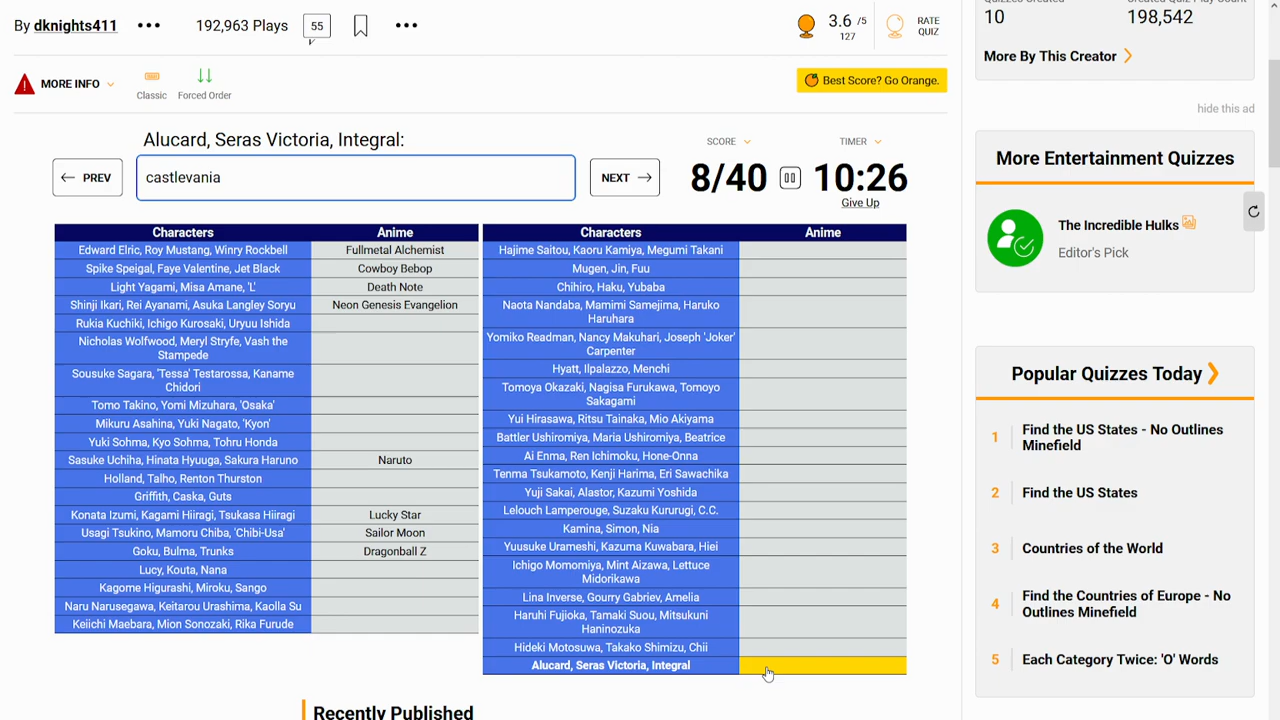 By dknights411 ••• 192,963 Plays 55 •••
3.6 /5
127
RATE
QUIZ
MORE INFO
Classic
Forced Order
Best Score? Go Orange.
Alucard, Seras Victoria, Integral:
← PREV
castlevania
NEXT →
SCORE
8/40
TIMER
10:26
Give Up
Characters Anime
Edward Elric, Roy Mustang, Winry Rockbell Fullmetal Alchemist
Spike Speigal, Faye Valentine, Jet Black Cowboy Bebop
Light Yagami, Misa Amane, 'L' Death Note
Shinji Ikari, Rei Ayanami, Asuka Langley Soryu Neon Genesis Evangelion
Rukia Kuchiki, Ichigo Kurosaki, Uryuu Ishida
Nicholas Wolfwood, Meryl Stryfe, Vash the
Stampede
Sousuke Sagara, 'Tessa' Testarossa, Kaname
Chidori
Tomo Takino, Yomi Mizuhara, 'Osaka'
Mikuru Asahina, Yuki Nagato, 'Kyon'
Yuki Sohma, Kyo Sohma, Tohru Honda
Sasuke Uchiha, Hinata Hyuuga, Sakura Haruno Naruto
Holland, Talho, Renton Thurston
Griffith, Caska, Guts
Konata Izumi, Kagami Hiiragi, Tsukasa Hiiragi Lucky Star
Usagi Tsukino, Mamoru Chiba, 'Chibi-Usa' Sailor Moon
Goku, Bulma, Trunks Dragonball Z
Lucy, Kouta, Nana
Kagome Higurashi, Miroku, Sango
Naru Narusegawa, Keitarou Urashima, Kaolla Su
Keiichi Maebara, Mion Sonozaki, Rika Furude
Characters Anime
Hajime Saitou, Kaoru Kamiya, Megumi Takani
Mugen, Jin, Fuu
Chihiro, Haku, Yubaba
Naota Nandaba, Mamimi Samejima, Haruko
Haruhara
Yomiko Readman, Nancy Makuhari, Joseph 'Joker'
Carpenter
Hyatt, Ilpalazzo, Menchi
Tomoya Okazaki, Nagisa Furukawa, Tomoyo
Sakagami
Yui Hirasawa, Ritsu Tainaka, Mio Akiyama
Battler Ushiromiya, Maria Ushiromiya, Beatrice
Ai Enma, Ren Ichimoku, Hone-Onna
Tenma Tsukamoto, Kenji Harima, Eri Sawachika
Yuji Sakai, Alastor, Kazumi Yoshida
Lelouch Lamperouge, Suzaku Kururugi, C.C.
Kamina, Simon, Nia
Yuusuke Urameshi, Kazuma Kuwabara, Hiei
Ichigo Momomiya, Mint Aizawa, Lettuce
Midorikawa
Lina Inverse, Gourry Gabriev, Amelia
Haruhi Fujioka, Tamaki Suou, Mitsukuni
Haninozuka
Hideki Motosuwa, Takako Shimizu, Chii
Alucard, Seras Victoria, Integral
Recently Published
Quizzes Created Created Quiz Play Count
10 198,542
More By This Creator
hide this ad
More Entertainment Quizzes
The Incredible Hulks
Editor's Pick
Popular Quizzes Today
1 Find the US States - No Outlines
Minefield
2 Find the US States
3 Countries of the World
4 Find the Countries of Europe - No
Outlines Minefield
5 Each Category Twice: 'O' Words